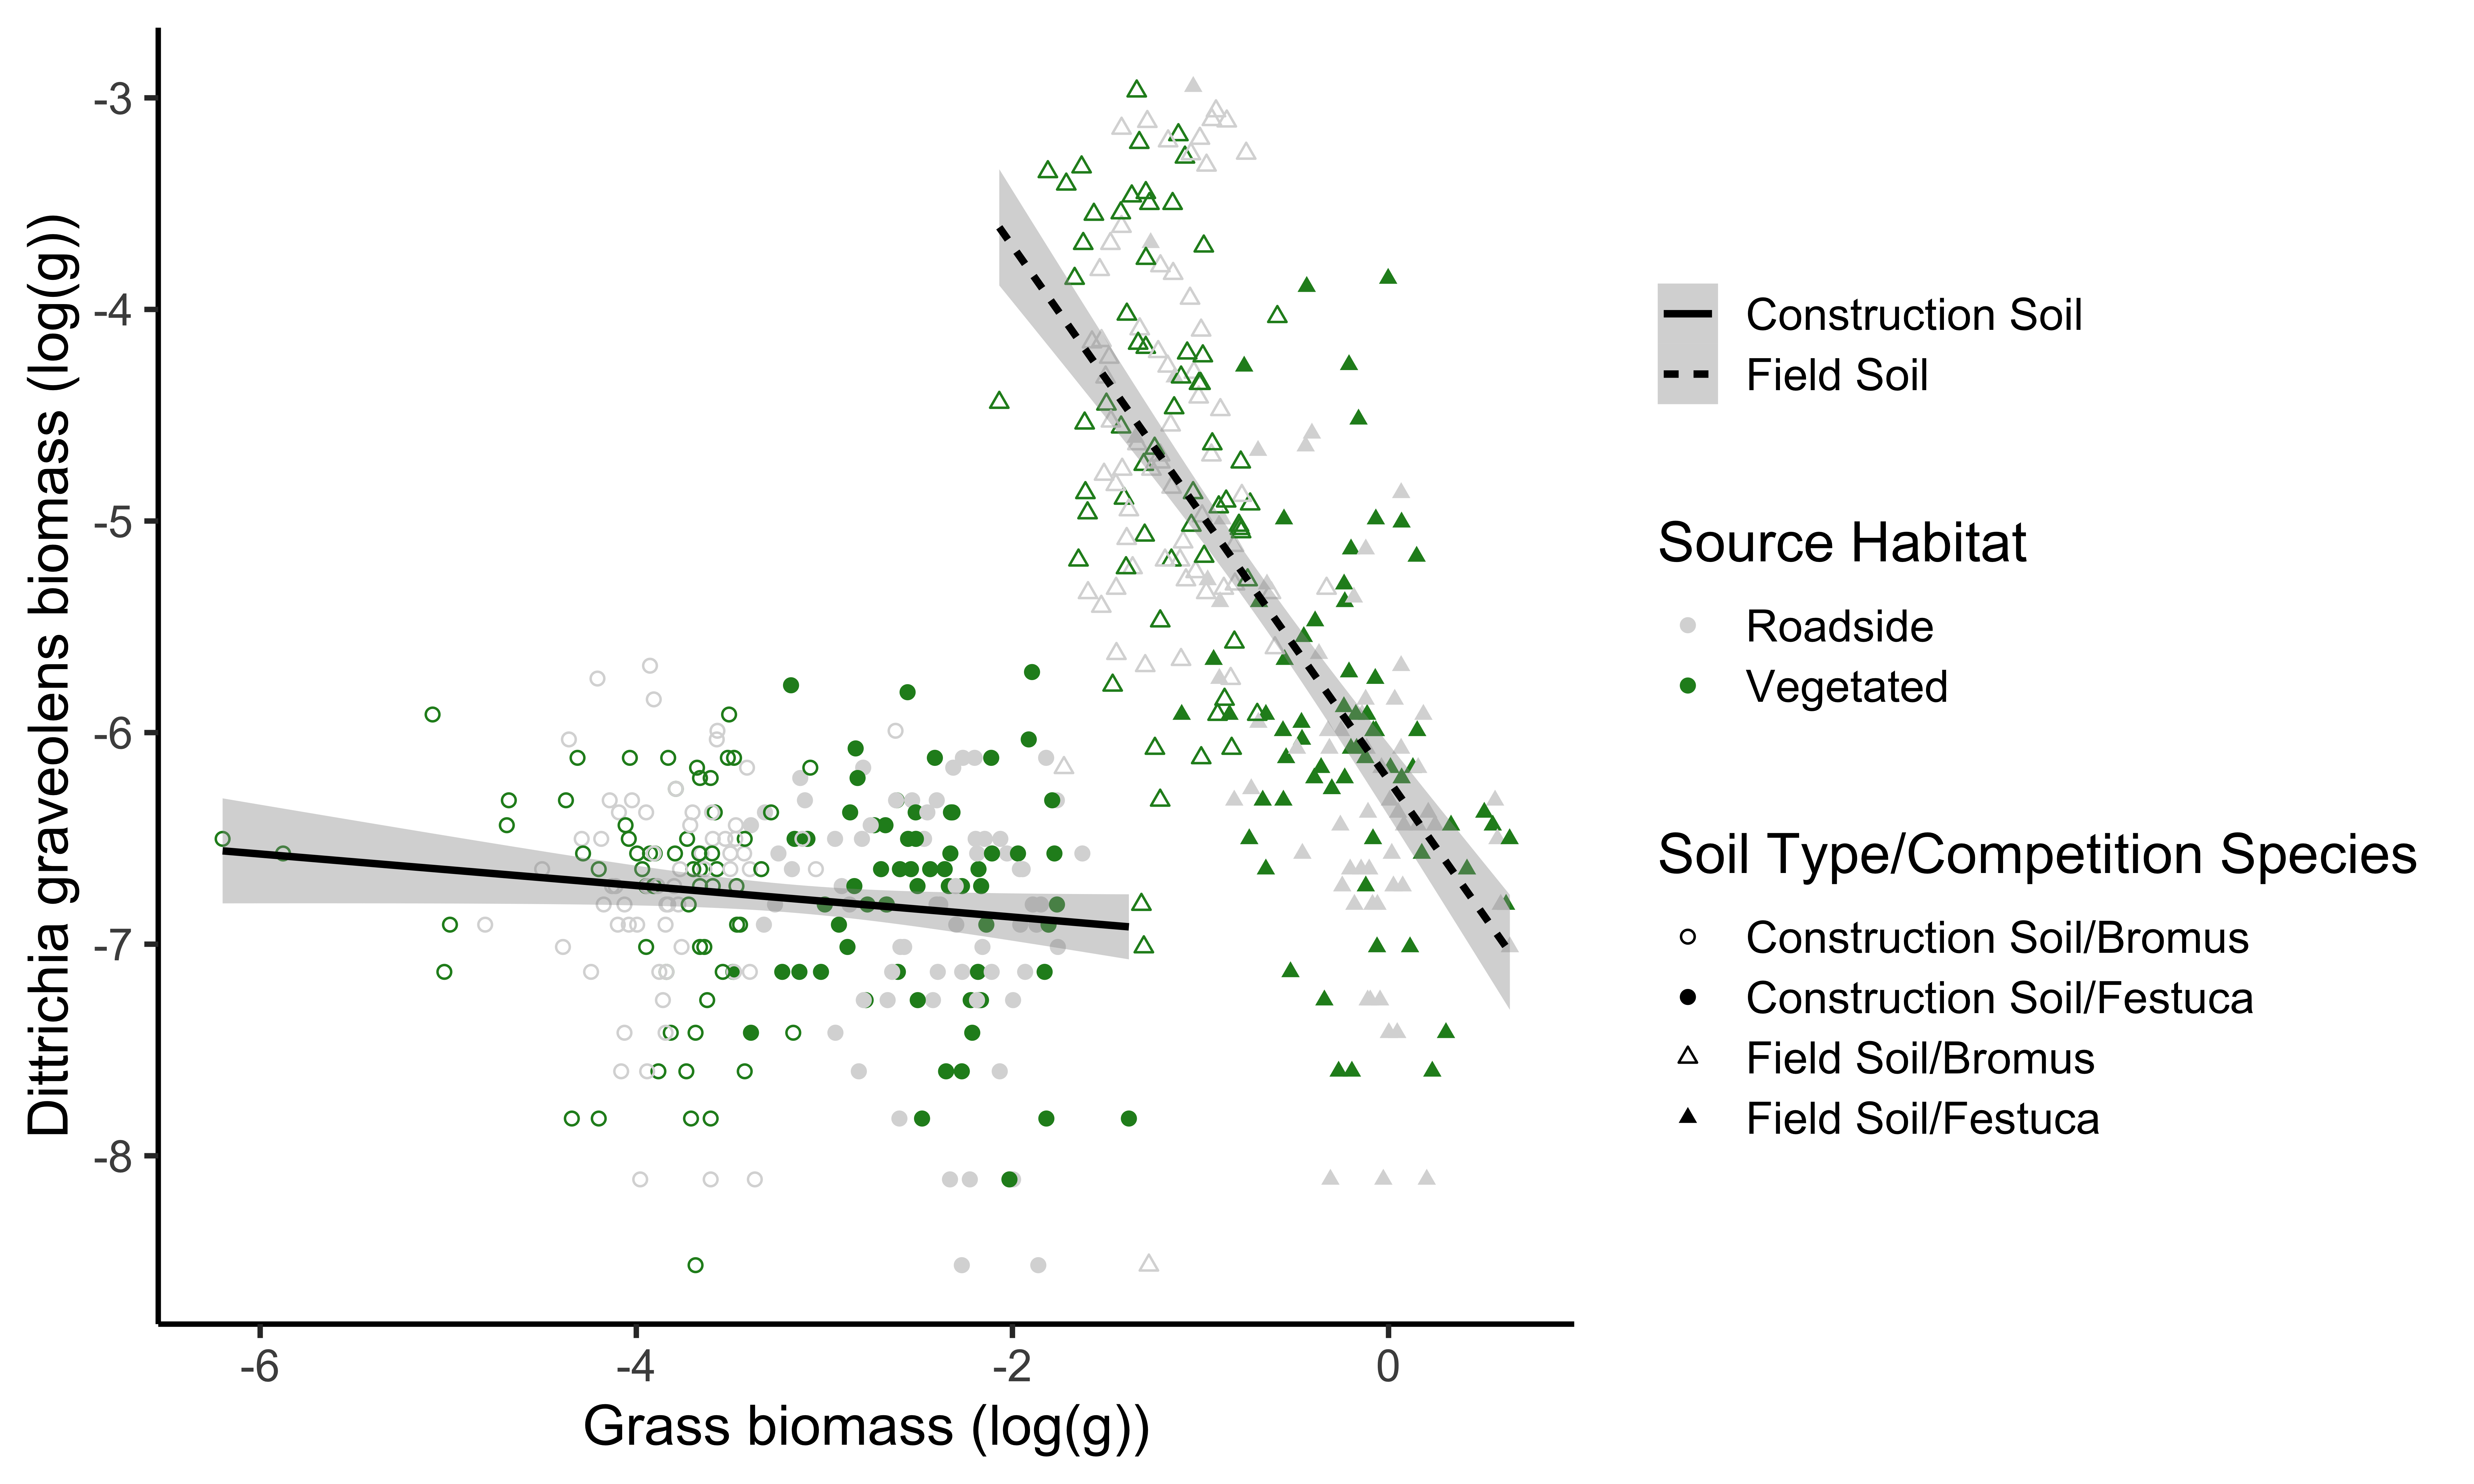 Dittrichia graveolens biomass (log(g))
-3
-4
-5
-6
-7
-8
-6
-4
-2
0
Grass biomass (log(g))
Construction Soil
Field Soil
Source Habitat
Roadside
Vegetated
Soil Type/Competition Species
Construction Soil/Bromus
Construction Soil/Festuca
Field Soil/Bromus
Field Soil/Festuca